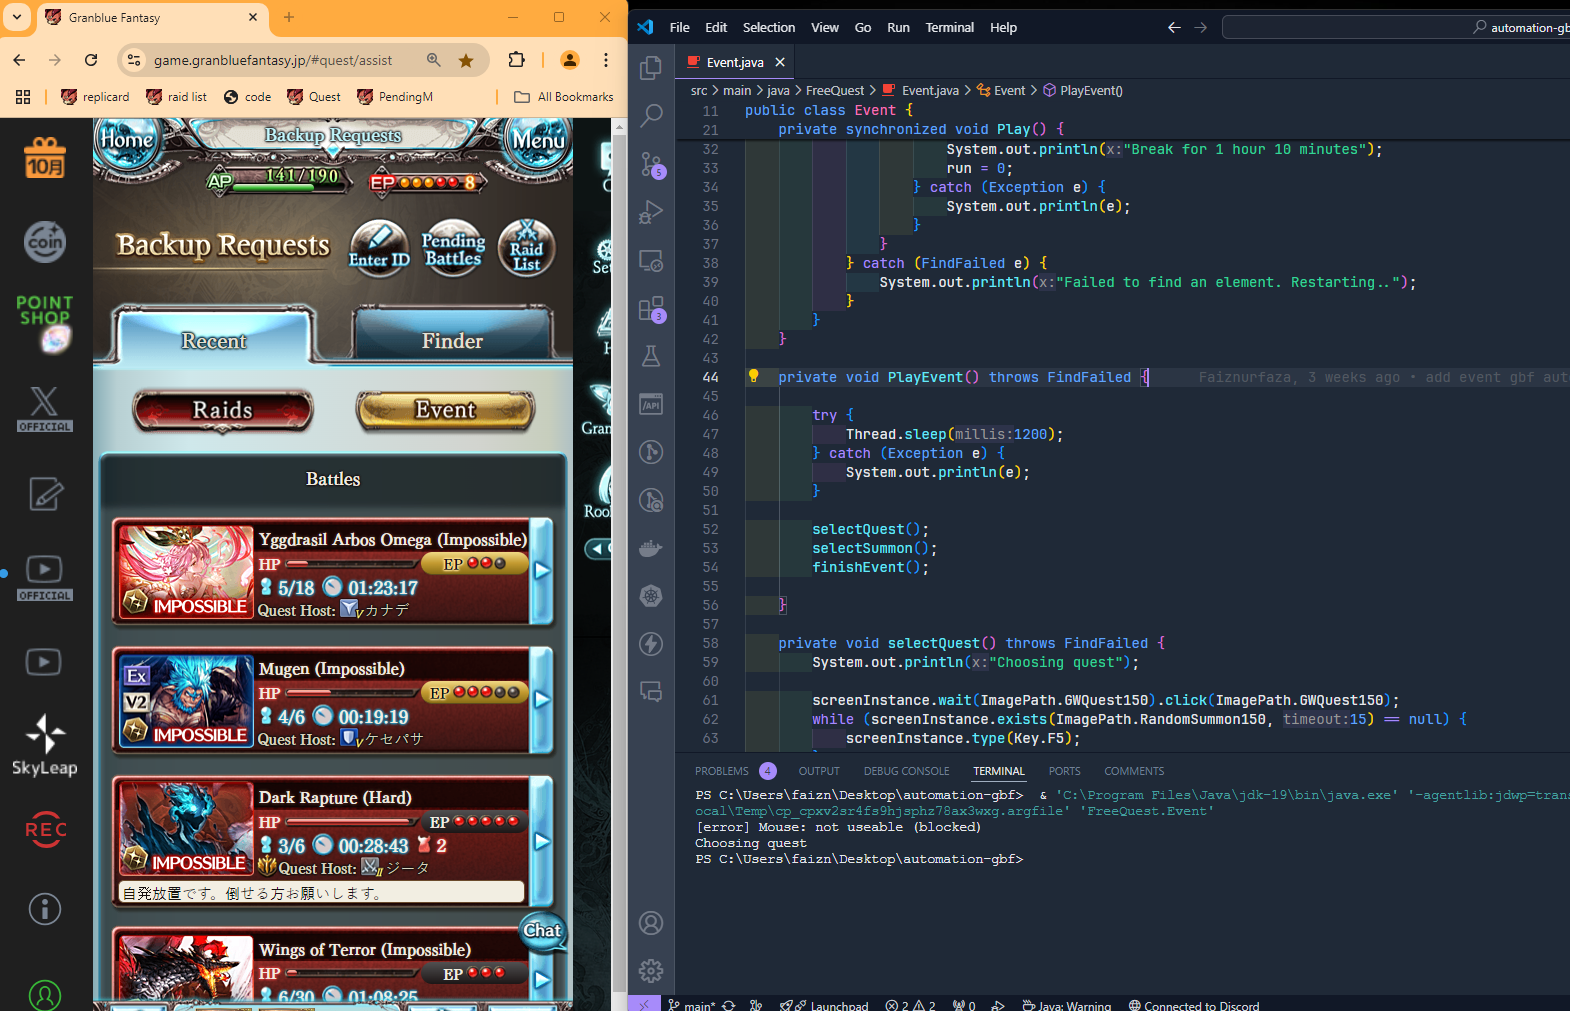 Granblue Fantasy
game.granbluefantasy.jp/#quest/assist
replicard
raid list
code
Quest
PendingM
All Bookmarks
10月
coin
POINT
SHOP
X
OFFICIAL
OFFICIAL
SkyLeap
REC
Home
Backup Requests
Menu
AP
141/190
EP
8
Backup Requests
Enter ID
Pending
Battles
Raid
List
Recent
Finder
Raids
Event
Battles
Yggdrasil Arbos Omega (Impossible)
HP
EP
5/18
01:23:17
IMPOSSIBLE
Quest Host:
V
カナデ
Mugen (Impossible)
Ex
V2
HP
EP
4/6
00:19:19
IMPOSSIBLE
Quest Host:
V
ケセパサ
Dark Rapture (Hard)
HP
EP
3/6
00:28:43
2
IMPOSSIBLE
Quest Host:
II
ジータ
自発放置です。倒せる方お願いします。
Chat
Wings of Terror (Impossible)
HP
EP
6/30
01:08:25
Set
Gran
Roo
File Edit Selection View Go Run Terminal Help
automation-gb
Event.java
src > main > java > FreeQuest > Event.java > Event > PlayEvent()
11 public class Event {
21 private synchronized void Play() {
32 System.out.println(x:"Break for 1 hour 10 minutes");
33 run = 0;
34 } catch (Exception e) {
35 System.out.println(e);
36 }
37 }
38 } catch (FindFailed e) {
39 System.out.println(x:"Failed to find an element. Restarting..");
40 }
41 }
42 }
43
44 private void PlayEvent() throws FindFailed { Faiznurfaza, 3 weeks ago • add event gbf aut
45
46 try {
47 Thread.sleep(millis:1200);
48 } catch (Exception e) {
49 System.out.println(e);
50 }
51
52 selectQuest();
53 selectSummon();
54 finishEvent();
55
56 }
57
58 private void selectQuest() throws FindFailed {
59 System.out.println(x:"Choosing quest");
60
61 screenInstance.wait(ImagePath.GWQuest150).click(ImagePath.GWQuest150);
62 while (screenInstance.exists(ImagePath.RandomSummon150, timeout:15) == null) {
63 screenInstance.type(Key.F5);
5
3
/API
PROBLEMS 4 OUTPUT DEBUG CONSOLE TERMINAL PORTS COMMENTS
PS C:\Users\faizn\Desktop\automation-gbf> & 'C:\Program Files\Java\jdk-19\bin\java.exe' '-agentlib:jdwp=trans
ocal\Temp\cp_cpxv2sr4fs9hjsphz78ax3wxg.argfile' 'FreeQuest.Event'
[error] Mouse: not useable (blocked)
Choosing quest
PS C:\Users\faizn\Desktop\automation-gbf>
main* Launchpad 2 2 0 Java: Warning Connected to Discord